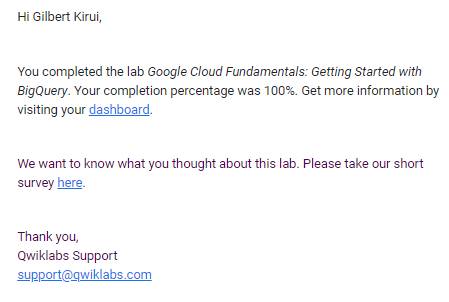 Hi Gilbert Kirui,
You completed the lab Google Cloud Fundamentals: Getting Started with
BigQuery. Your completion percentage was 100%. Get more information by
visiting your dashboard.
We want to know what you thought about this lab. Please take our short
survey here.
Thank you,
Qwiklabs Support
support@qwiklabs.com